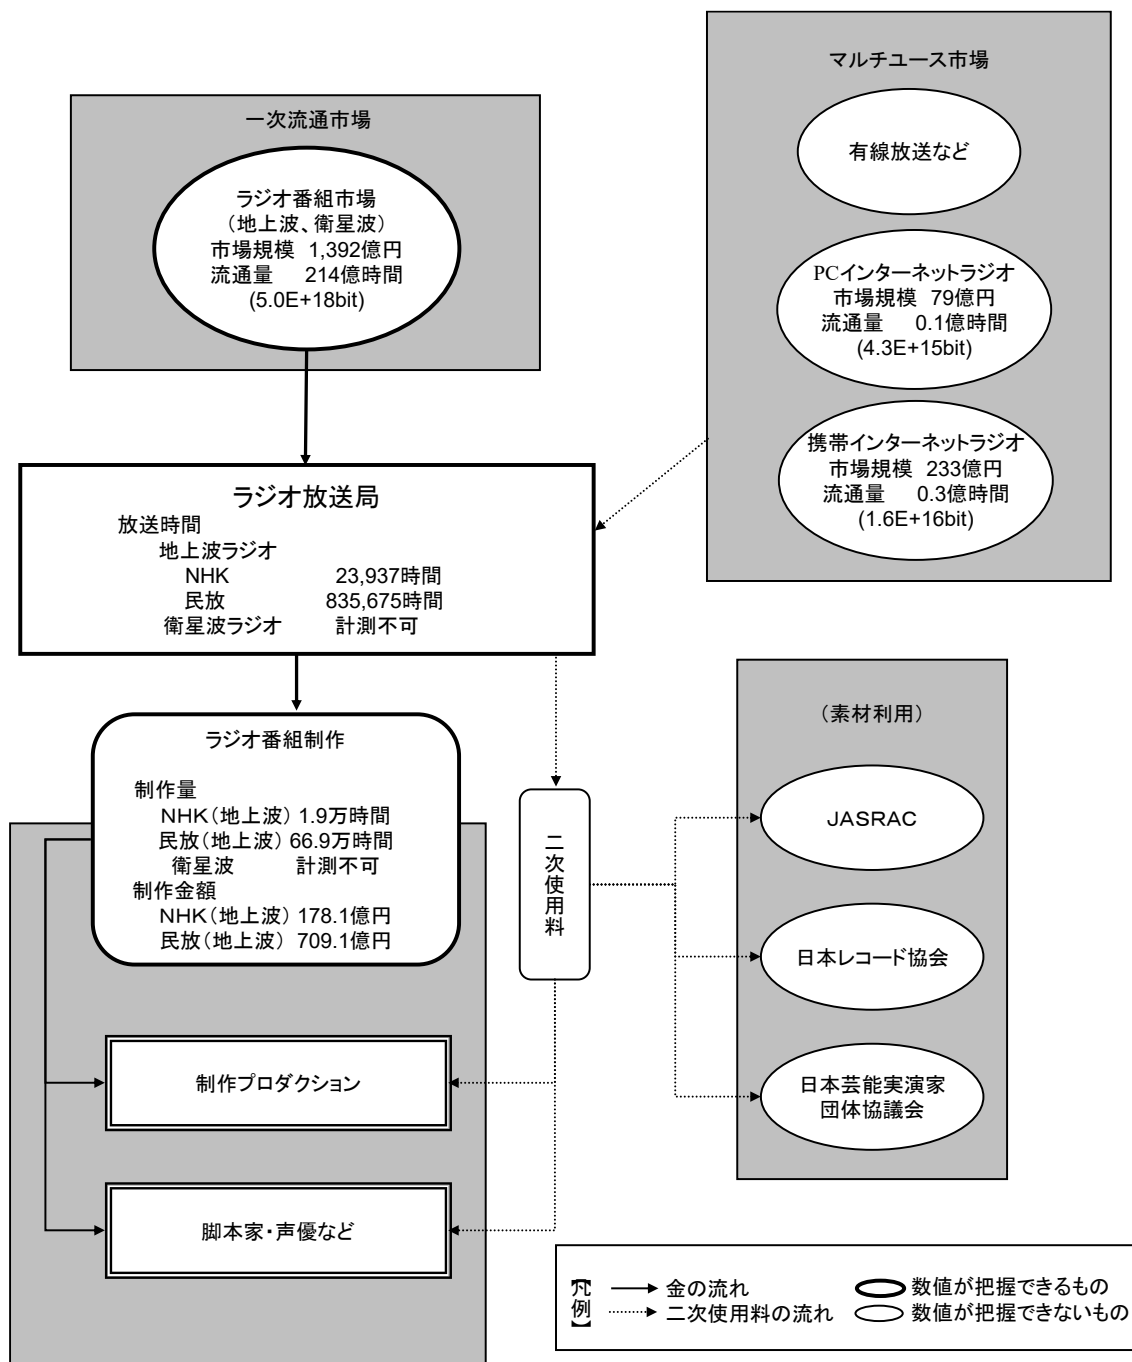 一次流通市場
ラジオ番組市場
(地上波、衛星波)
市場規模 1,392億円
流通量 214億時間
(5.0E+18bit)
マルチユース市場
有線放送など
PCインターネットラジオ
市場規模 79億円
流通量 0.1億時間
(4.3E+15bit)
携帯インターネットラジオ
市場規模 233億円
流通量 0.3億時間
(1.6E+16bit)
ラジオ放送局
放送時間
地上波ラジオ
NHK 23,937時間
民放 835,675時間
衛星波ラジオ 計測不可
ラジオ番組制作
制作量
NHK(地上波) 1.9万時間
民放(地上波) 66.9万時間
衛星波 計測不可
制作金額
NHK(地上波) 178.1億円
民放(地上波) 709.1億円
二次使用料
(素材利用)
JASRAC
日本レコード協会
日本芸能実演家
団体協議会
制作プロダクション
脚本家・声優など
【凡例】
金の流れ
数値が把握できるもの
二次使用料の流れ
数値が把握できないもの